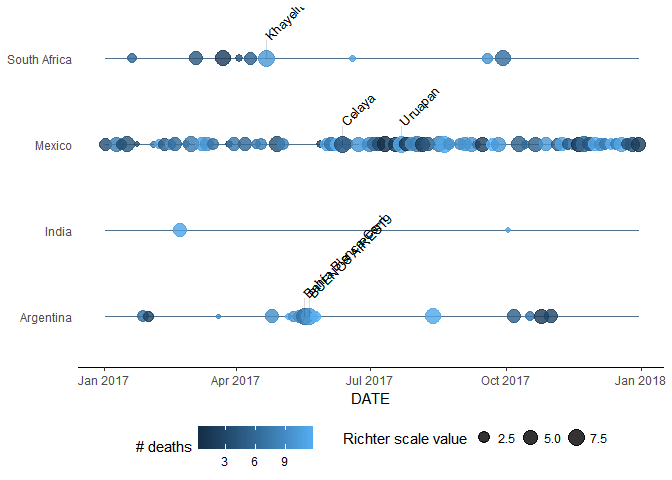 Khayelit
South Africa
Celaya
Uruapan
Mexico
India
Argentina
Jan 2017
Apr 2017
Jul 2017
Oct 2017
Jan 2018
DATE
# deaths
3
6
9
Richter scale value
2.5
5.0
7.5